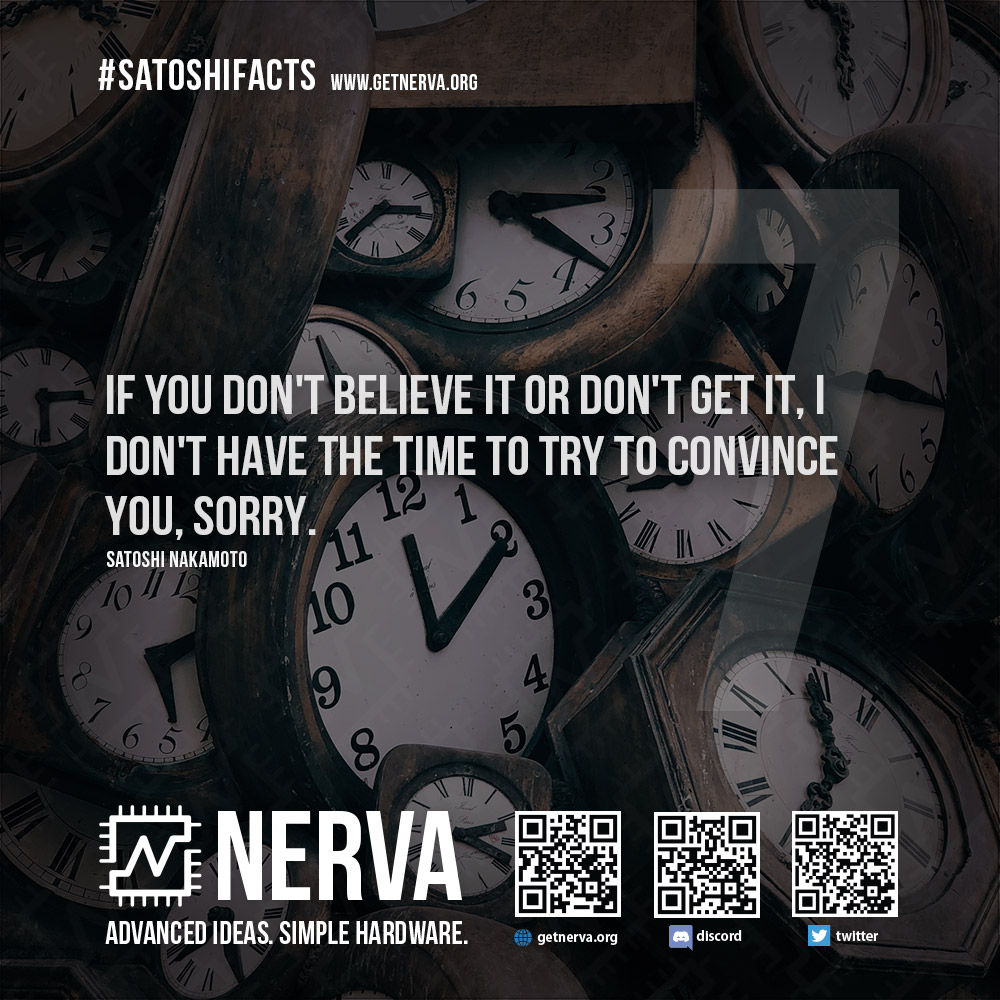 #SATOSHIFACTS WWW.GETNERVA.ORG
7
IF YOU DON'T BELIEVE IT OR DON'T GET IT, I
DON'T HAVE THE TIME TO TRY TO CONVINCE
YOU, SORRY.
SATOSHI NAKAMOTO
NERVA
ADVANCED IDEAS. SIMPLE HARDWARE.
getnerva.org
discord
twitter